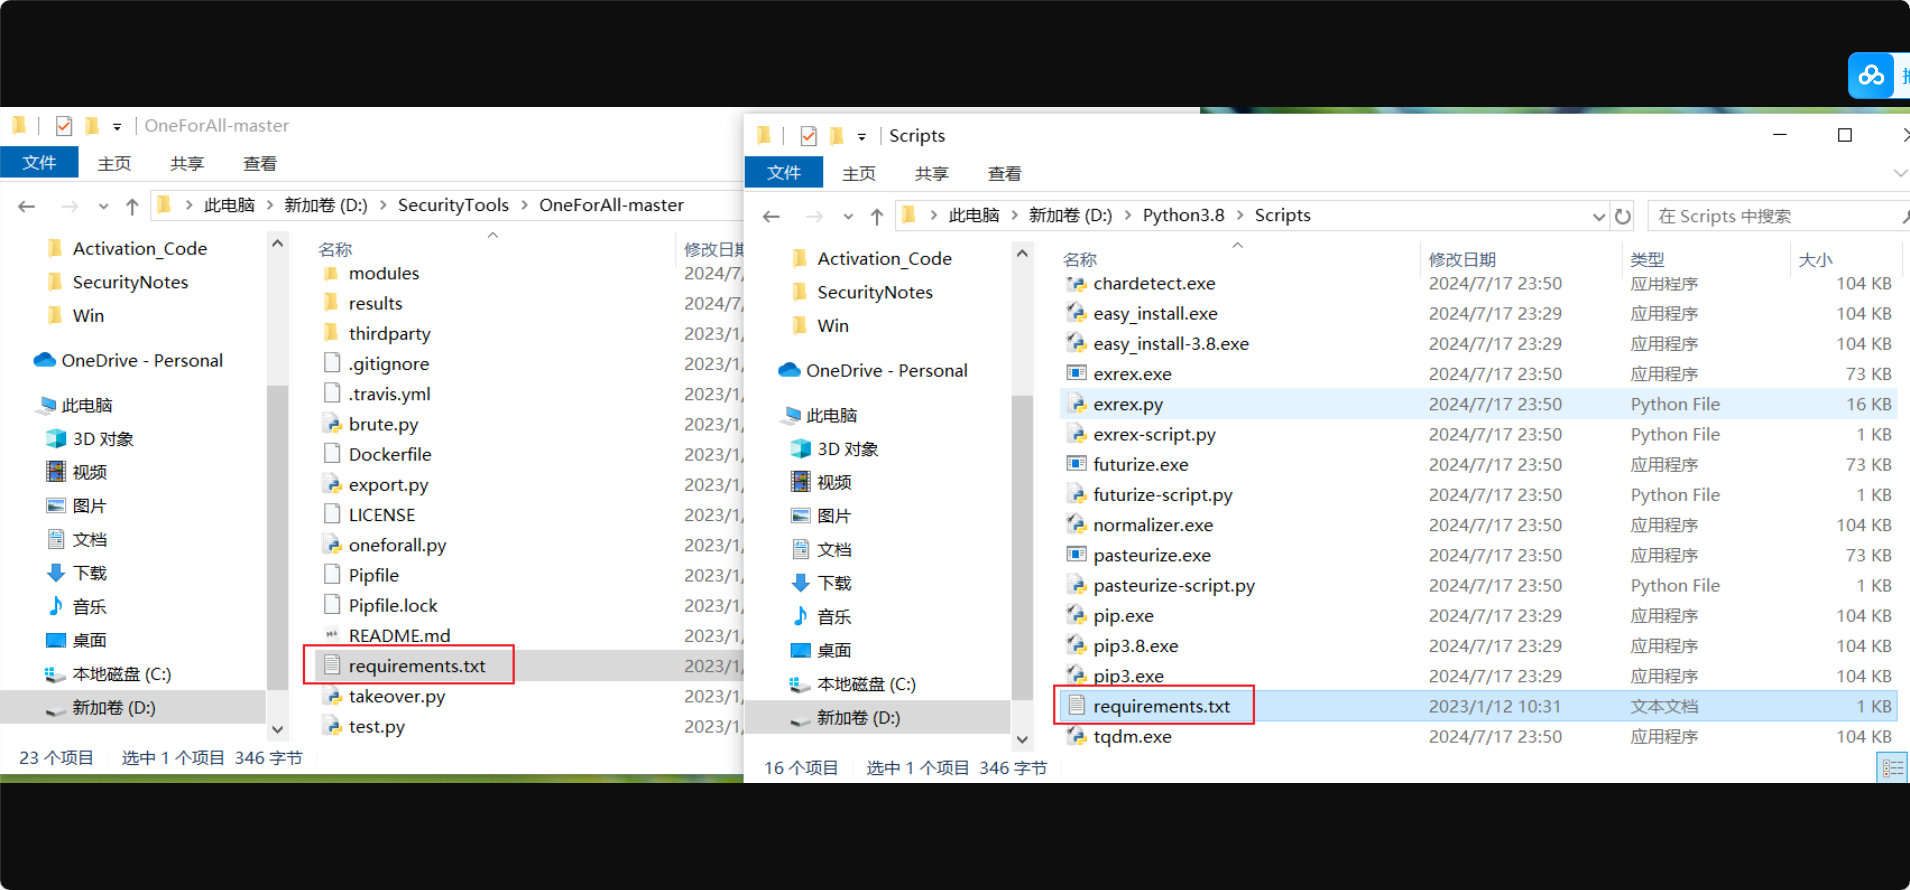 OneForAll-master
文件 主页 共享 查看
此电脑 新加卷 (D:) SecurityTools OneForAll-master
Activation_Code
SecurityNotes
Win
OneDrive - Personal
此电脑
3D 对象
视频
图片
文档
下载
音乐
桌面
本地磁盘 (C:)
新加卷 (D:)
名称 修改日期
modules 2024/7/
results 2024/7/
thirdparty 2023/1/
.gitignore 2023/1/
.travis.yml 2023/1/
brute.py 2023/1/
Dockerfile 2023/1/
export.py 2023/1/
LICENSE 2023/1/
oneforall.py 2023/1/
Pipfile 2023/1/
Pipfile.lock 2023/1/
README.md 2023/1/
requirements.txt 2023/1/
takeover.py 2023/1/
test.py 2023/1/
23 个项目 选中 1 个项目 346 字节
Scripts
文件 主页 共享 查看
此电脑 新加卷 (D:) Python3.8 Scripts
在 Scripts 中搜索
Activation_Code
SecurityNotes
Win
OneDrive - Personal
此电脑
3D 对象
视频
图片
文档
下载
音乐
桌面
本地磁盘 (C:)
新加卷 (D:)
名称 修改日期 类型 大小
chardetect.exe 2024/7/17 23:50 应用程序 104 KB
easy_install.exe 2024/7/17 23:29 应用程序 104 KB
easy_install-3.8.exe 2024/7/17 23:29 应用程序 104 KB
exrex.exe 2024/7/17 23:50 应用程序 73 KB
exrex.py 2024/7/17 23:50 Python File 16 KB
exrex-script.py 2024/7/17 23:50 Python File 1 KB
futurize.exe 2024/7/17 23:50 应用程序 73 KB
futurize-script.py 2024/7/17 23:50 Python File 1 KB
normalizer.exe 2024/7/17 23:50 应用程序 104 KB
pasteurize.exe 2024/7/17 23:50 应用程序 73 KB
pasteurize-script.py 2024/7/17 23:50 Python File 1 KB
pip.exe 2024/7/17 23:29 应用程序 104 KB
pip3.8.exe 2024/7/17 23:29 应用程序 104 KB
pip3.exe 2024/7/17 23:29 应用程序 104 KB
requirements.txt 2023/1/12 10:31 文本文档 1 KB
tqdm.exe 2024/7/17 23:50 应用程序 104 KB
16 个项目 选中 1 个项目 346 字节